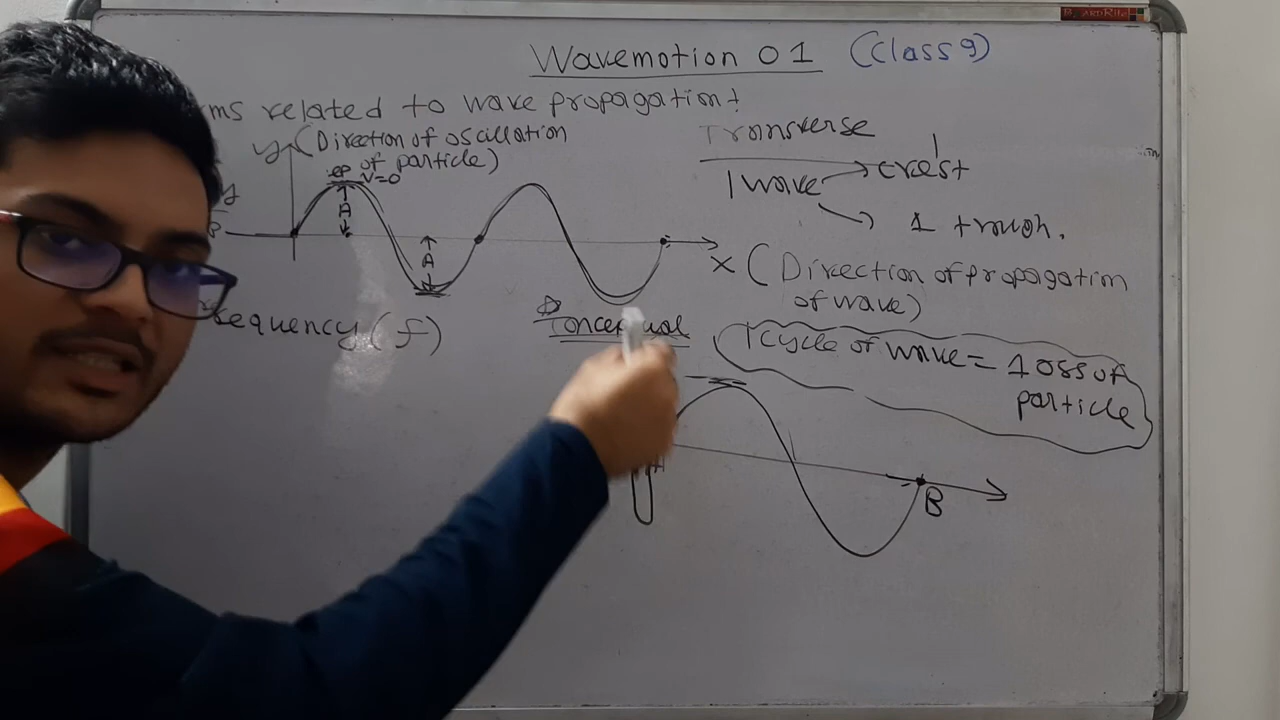 Wavemotion 01 (Class 9)
ms related to wave propagation:
y (Direction of oscillation
of particle)
v=0
A
A
Transverse
1 wave → crest
→ 1 trough.
x (Direction of propagation
of wave)
requency (f)
Conceptual
1 cycle of wave = 1 oss of
particle
B